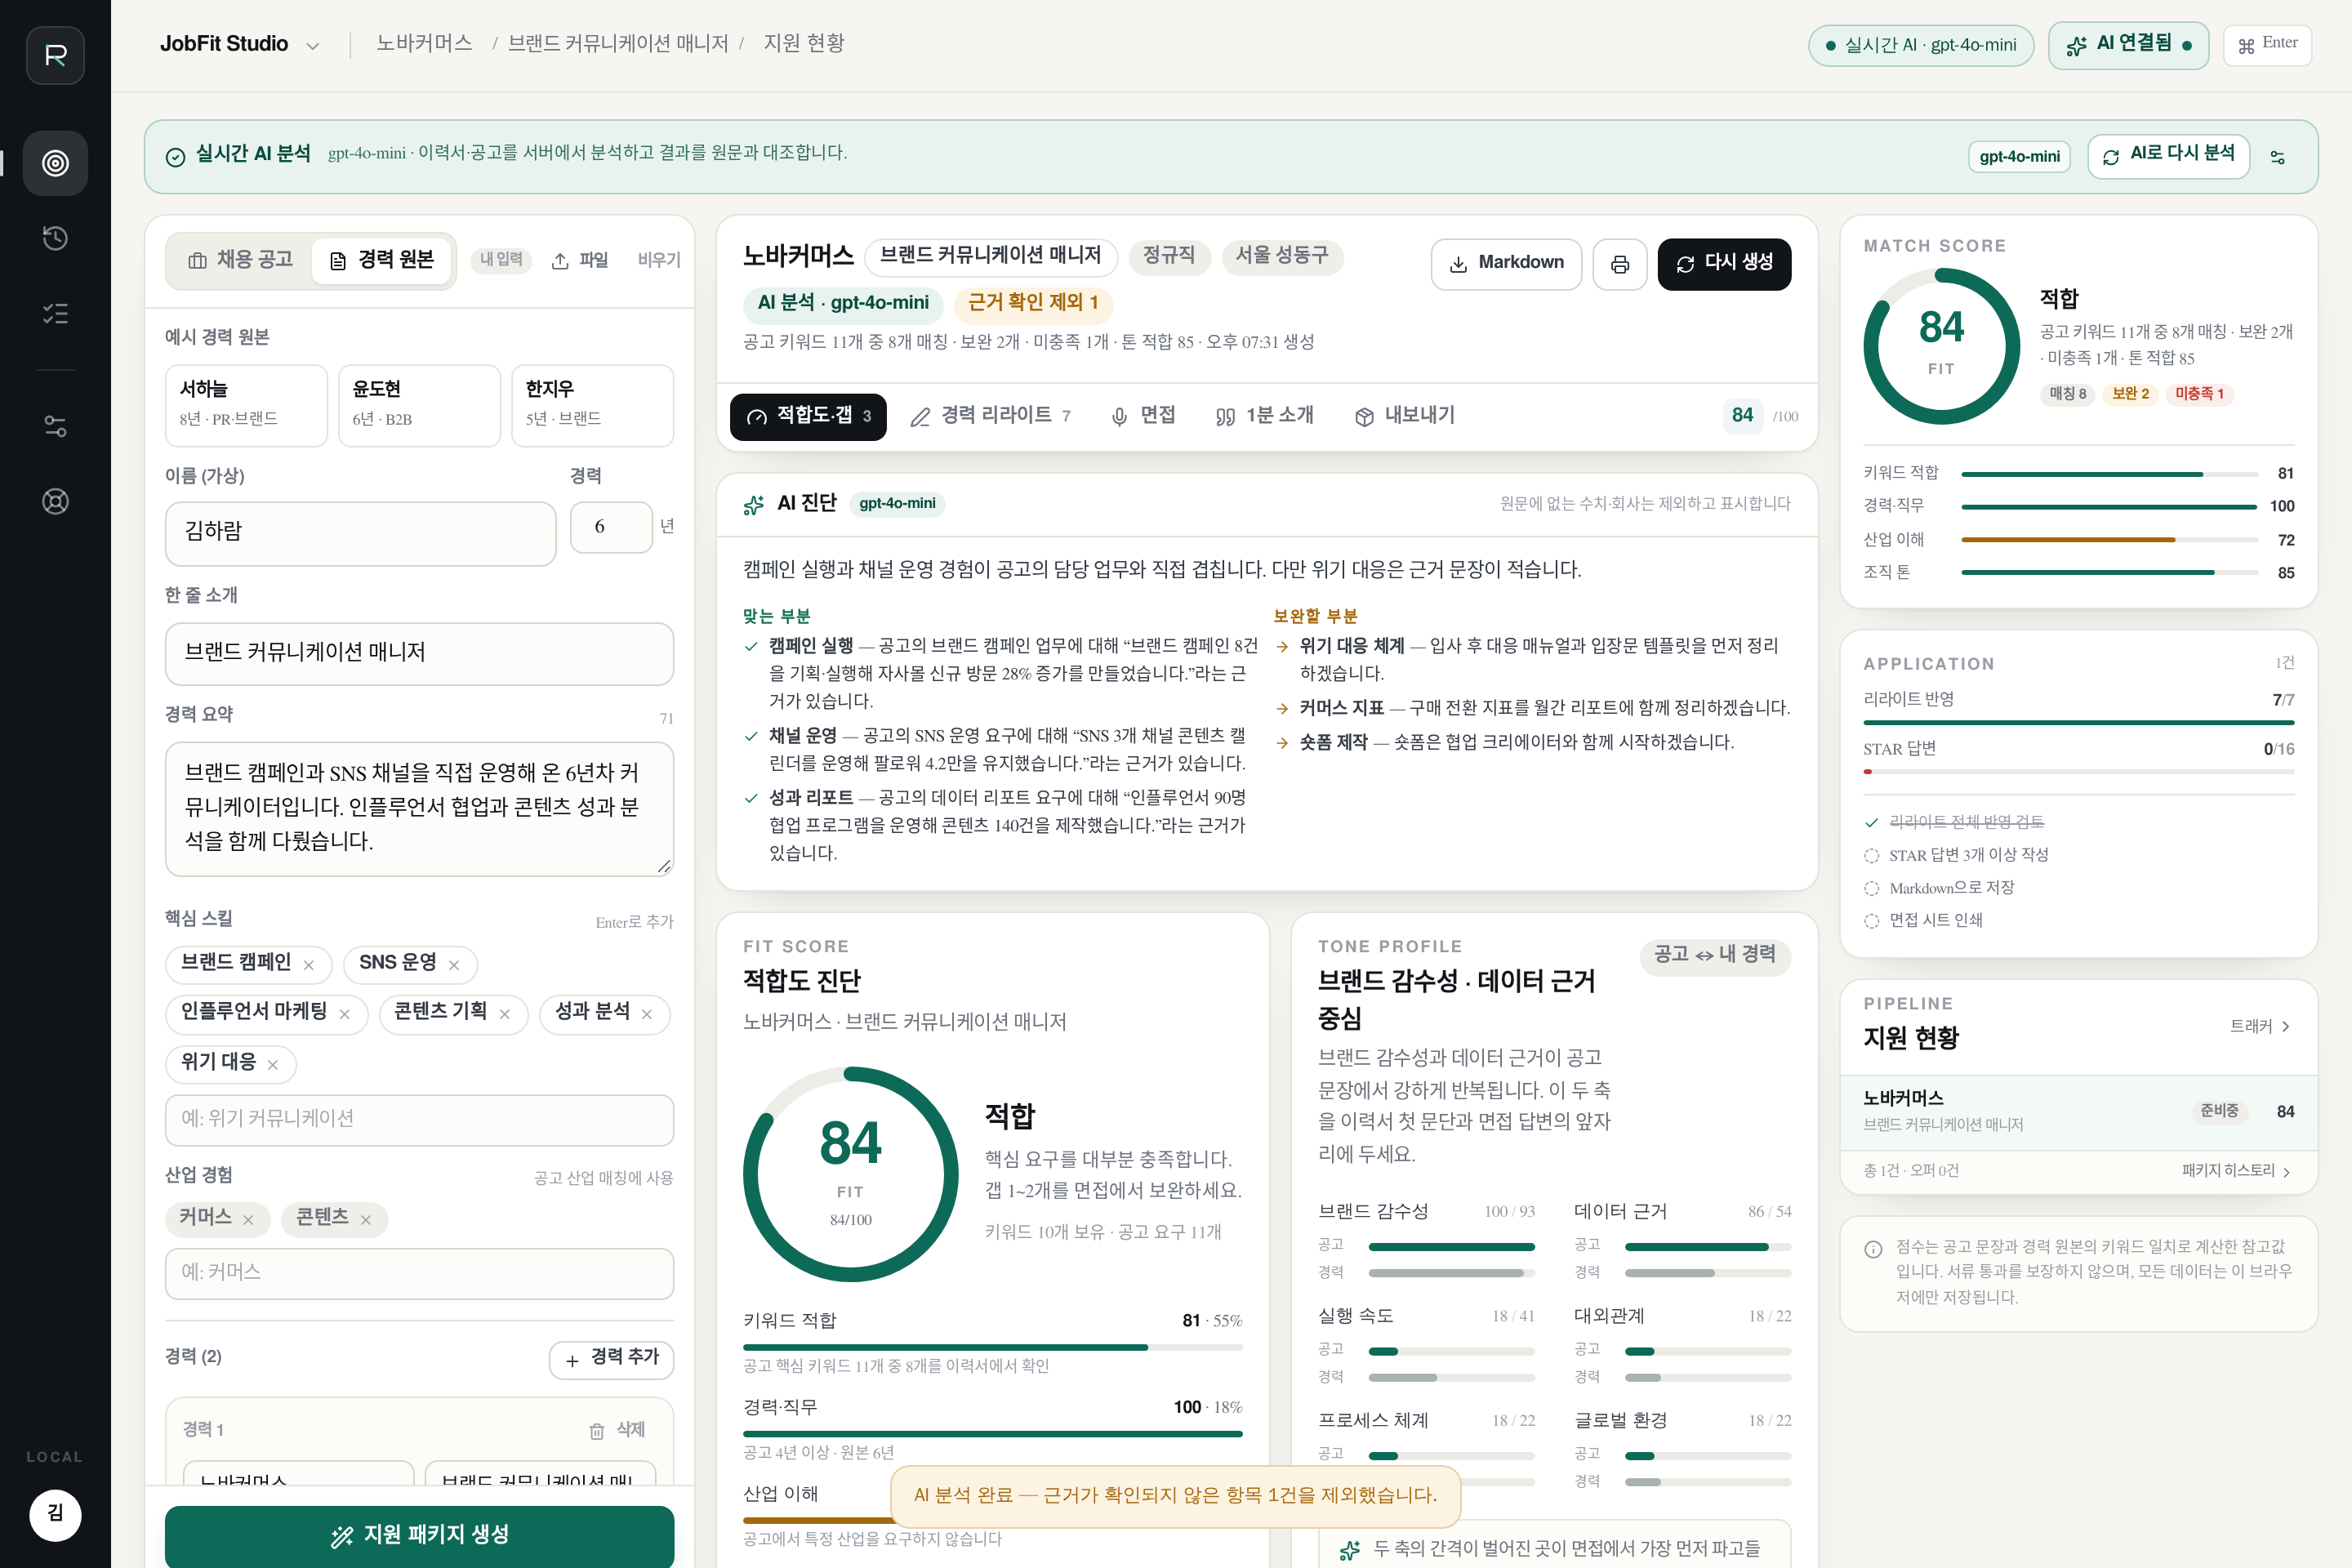 JobFit Studio
노바커머스 / 브랜드 커뮤니케이션 매니저 / 지원 현황
실시간 AI · gpt-4o-mini
AI 연결됨
⌘ Enter
실시간 AI 분석
gpt-4o-mini · 이력서·공고를 서버에서 분석하고 결과를 원문과 대조합니다.
gpt-4o-mini
AI로 다시 분석
채용 공고
경력 원본
내 입력
파일
비우기
예시 경력 원본
서하늘
8년 · PR·브랜드
윤도현
6년 · B2B
한지우
5년 · 브랜드
이름 (가상)
경력
김하람
6
년
한 줄 소개
브랜드 커뮤니케이션 매니저
경력 요약
71
브랜드 캠페인과 SNS 채널을 직접 운영해 온 6년차 커
뮤니케이터입니다. 인플루언서 협업과 콘텐츠 성과 분
석을 함께 다뤘습니다.
핵심 스킬
Enter로 추가
브랜드 캠페인
SNS 운영
인플루언서 마케팅
콘텐츠 기획
성과 분석
위기 대응
예: 위기 커뮤니케이션
산업 경험
공고 산업 매칭에 사용
커머스
콘텐츠
예: 커머스
경력 (2)
경력 추가
경력 1
삭제
노바커머스
브랜드 커뮤니케이션 매니
지원 패키지 생성
LOCAL
김
노바커머스
브랜드 커뮤니케이션 매니저
정규직
서울 성동구
AI 분석 · gpt-4o-mini
근거 확인 제외 1
공고 키워드 11개 중 8개 매칭 · 보완 2개 · 미충족 1개 · 톤 적합 85 · 오후 07:31 생성
Markdown
다시 생성
적합도·갭 3
경력 리라이트 7
면접
1분 소개
내보내기
84 /100
AI 진단
gpt-4o-mini
원문에 없는 수치·회사는 제외하고 표시합니다
캠페인 실행과 채널 운영 경험이 공고의 담당 업무와 직접 겹칩니다. 다만 위기 대응은 근거 문장이 적습니다.
맞는 부분
캠페인 실행 — 공고의 브랜드 캠페인 업무에 대해 “브랜드 캠페인 8건
을 기획·실행해 자사몰 신규 방문 28% 증가를 만들었습니다.”라는 근
거가 있습니다.
채널 운영 — 공고의 SNS 운영 요구에 대해 “SNS 3개 채널 콘텐츠 캘
린더를 운영해 팔로워 4.2만을 유지했습니다.”라는 근거가 있습니다.
성과 리포트 — 공고의 데이터 리포트 요구에 대해 “인플루언서 90명
협업 프로그램을 운영해 콘텐츠 140건을 제작했습니다.”라는 근거가
있습니다.
보완할 부분
위기 대응 체계 — 입사 후 대응 매뉴얼과 입장문 템플릿을 먼저 정리
하겠습니다.
커머스 지표 — 구매 전환 지표를 월간 리포트에 함께 정리하겠습니다.
숏폼 제작 — 숏폼은 협업 크리에이터와 함께 시작하겠습니다.
FIT SCORE
적합도 진단
노바커머스 · 브랜드 커뮤니케이션 매니저
84
FIT
84/100
적합
핵심 요구를 대부분 충족합니다.
갭 1~2개를 면접에서 보완하세요.
키워드 10개 보유 · 공고 요구 11개
키워드 적합
81 · 55%
공고 핵심 키워드 11개 중 8개를 이력서에서 확인
경력·직무
100 · 18%
공고 4년 이상 · 원본 6년
산업 이해
공고에서 특정 산업을 요구하지 않습니다
TONE PROFILE
공고 ↔ 내 경력
브랜드 감수성 · 데이터 근거
중심
브랜드 감수성과 데이터 근거이 공고
문장에서 강하게 반복됩니다. 이 두 축
을 이력서 첫 문단과 면접 답변의 앞자
리에 두세요.
브랜드 감수성
100 / 93
공고
경력
데이터 근거
86 / 54
공고
경력
실행 속도
18 / 41
공고
경력
대외관계
18 / 22
공고
경력
프로세스 체계
18 / 22
공고
글로벌 환경
18 / 22
공고
경력
AI 분석 완료 — 근거가 확인되지 않은 항목 1건을 제외했습니다.
두 축의 간격이 벌어진 곳이 면접에서 가장 먼저 파고들
MATCH SCORE
84
FIT
적합
공고 키워드 11개 중 8개 매칭 · 보완 2개
· 미충족 1개 · 톤 적합 85
매칭 8
보완 2
미충족 1
키워드 적합 81
경력·직무 100
산업 이해 72
조직 톤 85
APPLICATION
1건
리라이트 반영 7/7
STAR 답변 0/16
리라이트 전체 반영 검토
STAR 답변 3개 이상 작성
Markdown으로 저장
면접 시트 인쇄
PIPELINE
지원 현황
트래커
노바커머스
브랜드 커뮤니케이션 매니저
준비중
84
총 1건 · 오퍼 0건
패키지 히스토리
점수는 공고 문장과 경력 원본의 키워드 일치로 계산한 참고값
입니다. 서류 통과를 보장하지 않으며, 모든 데이터는 이 브라우
저에만 저장됩니다.